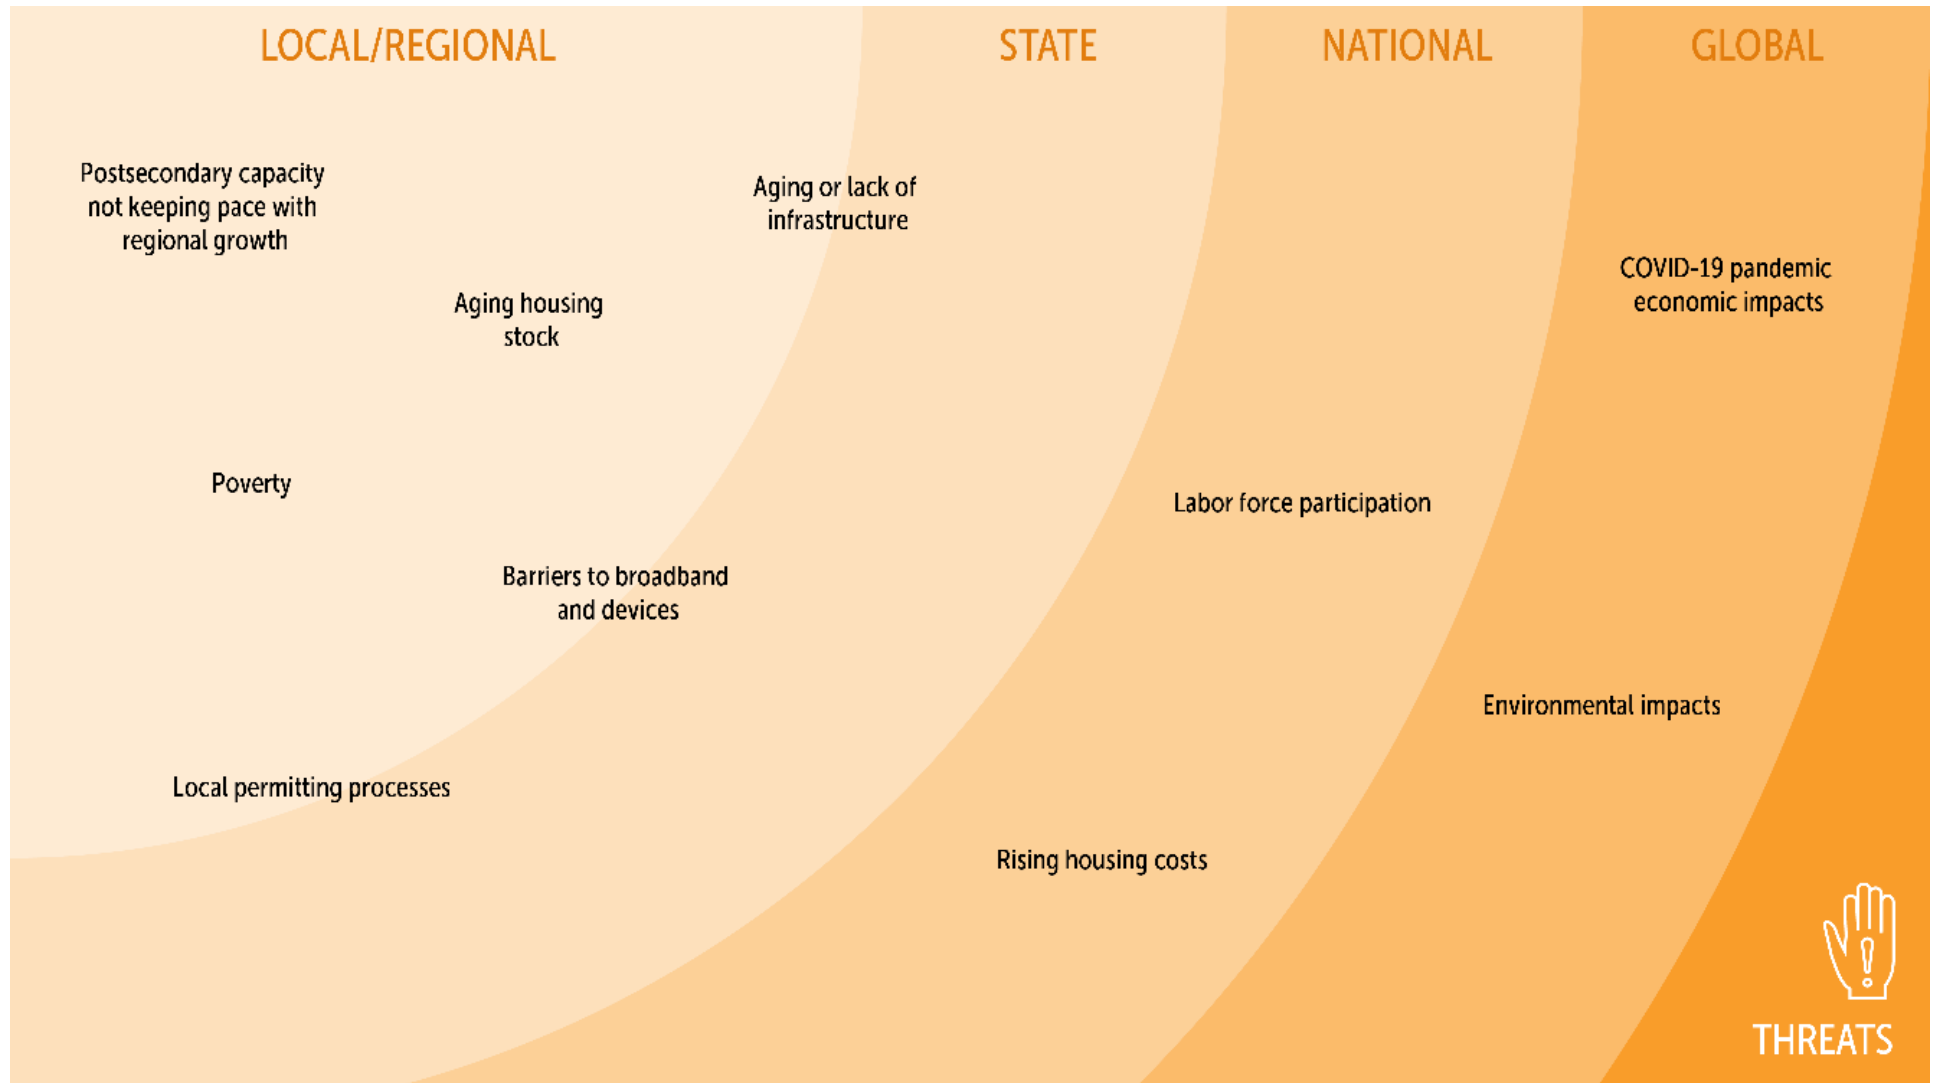 LOCAL/REGIONAL
STATE
NATIONAL
GLOBAL
Postsecondary capacity
not keeping pace with
regional growth
Aging or lack of
infrastructure
Aging housing
stock
COVID-19 pandemic
economic impacts
Poverty
Labor force participation
Barriers to broadband
and devices
Environmental impacts
Local permitting processes
Rising housing costs
THREATS